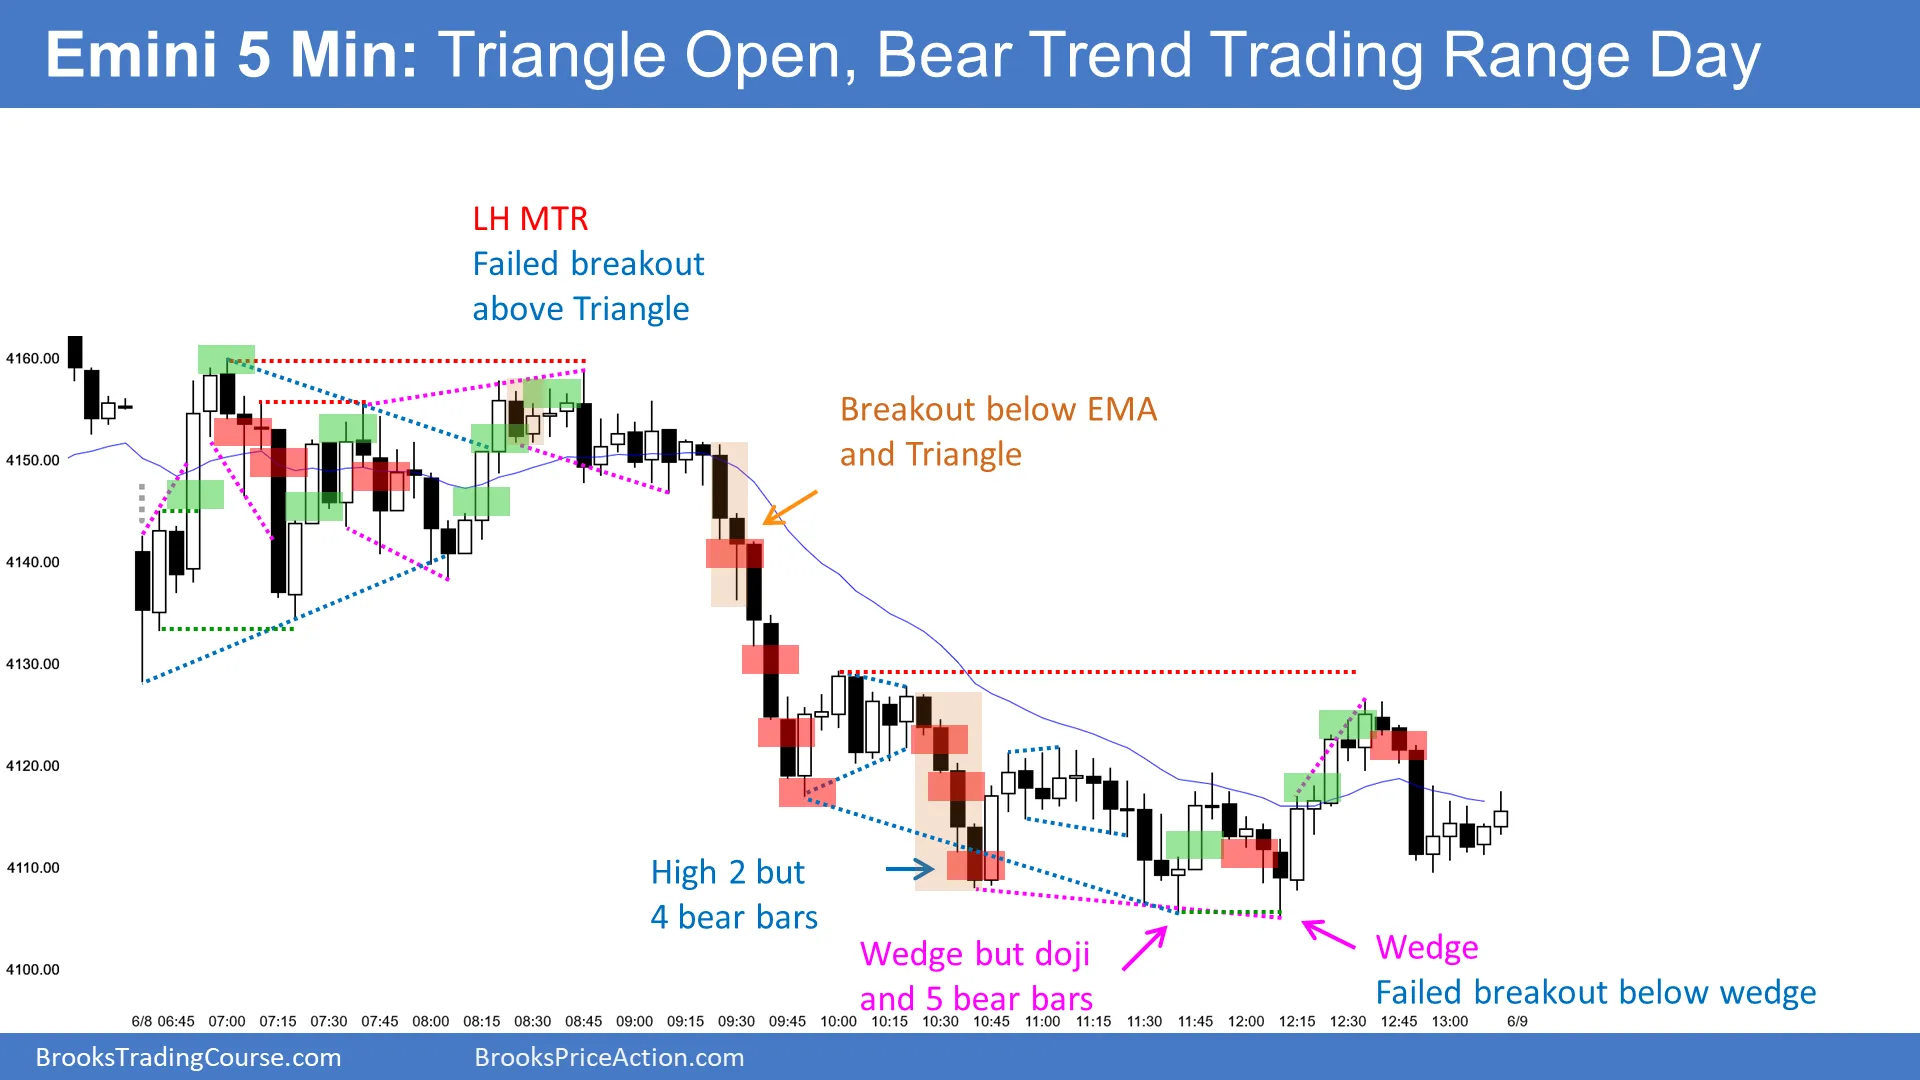 Emini 5 Min: Triangle Open, Bear Trend Trading Range Day
LH MTR
Failed breakout
above Triangle
Breakout below EMA
and Triangle
High 2 but
4 bear bars
Wedge but doji
and 5 bear bars
Wedge
Failed breakout below wedge
4160.00
4150.00
4140.00
4130.00
4120.00
4110.00
4100.00
6/8 06:45 07:00 07:15 07:30 07:45 08:00 08:15 08:30 08:45 09:00 09:15 09:30 09:45 10:00 10:15 10:30 10:45 11:00 11:15 11:30 11:45 12:00 12:15 12:30 12:45 13:00 6/9
BrooksTradingCourse.com
BrooksPriceAction.com